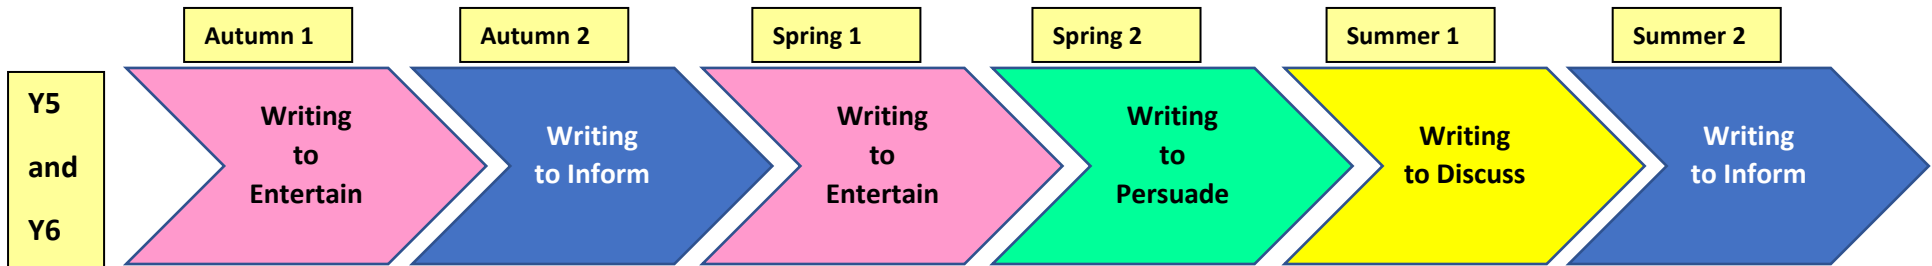 Autumn 1
Autumn 2
Spring 1
Spring 2
Summer 1
Summer 2
Y5
and
Y6
Writing
to
Entertain
Writing
to Inform
Writing
to
Entertain
Writing
to
Persuade
Writing
to Discuss
Writing
to Inform